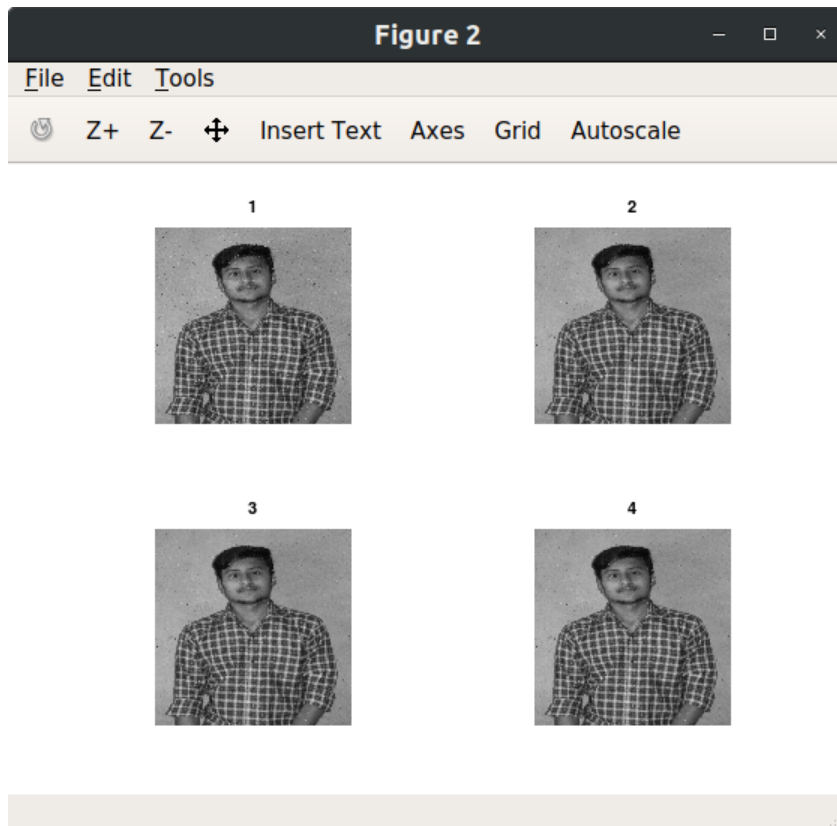 Figure 2
File Edit Tools
Z+ Z- Insert Text Axes Grid Autoscale
1 2
3 4